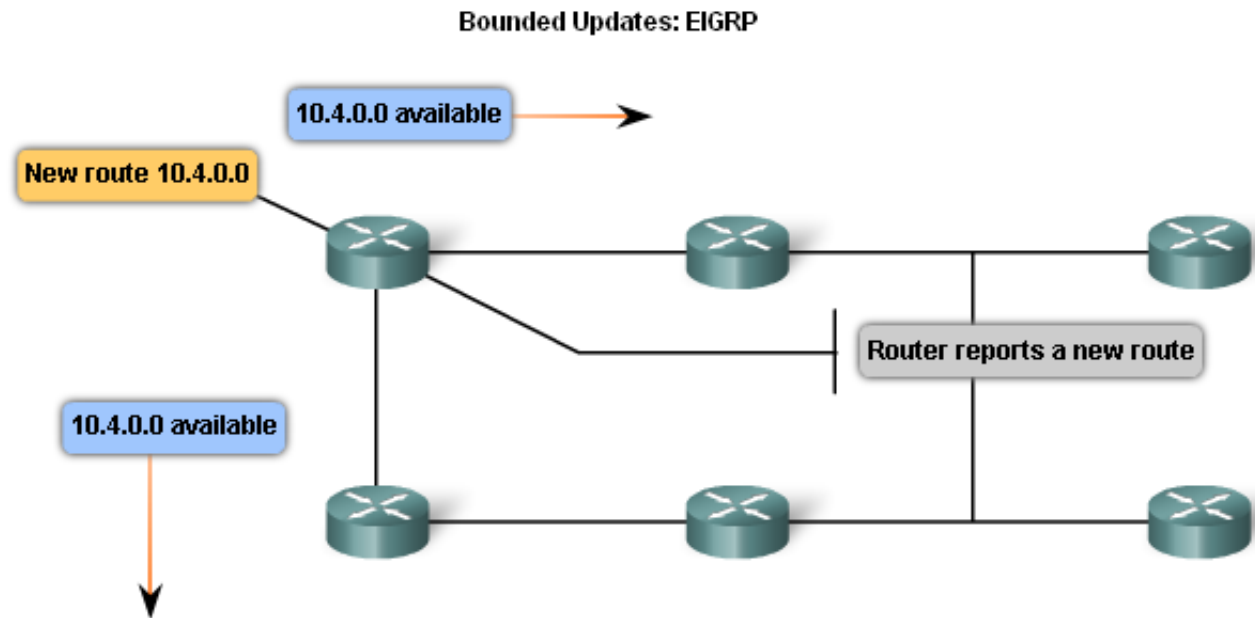 Bounded Updates: EIGRP
10.4.0.0 available
New route 10.4.0.0
Router reports a new route
10.4.0.0 available